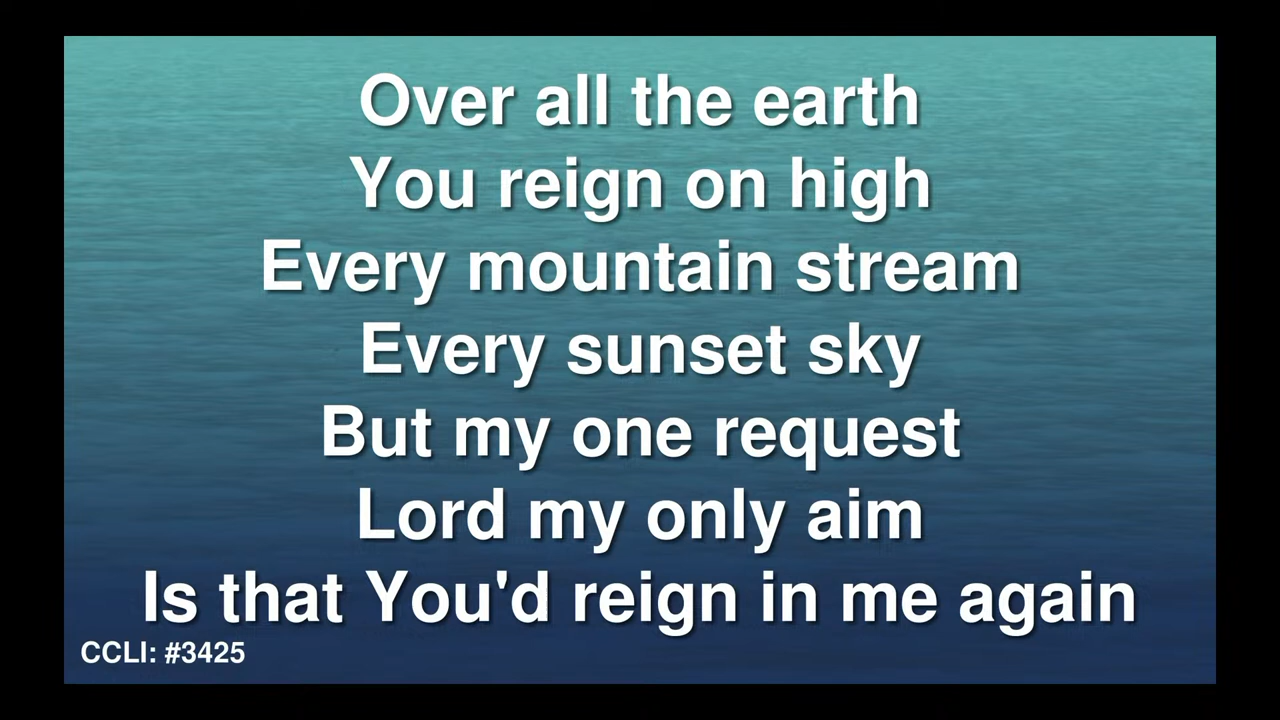 Over all the earth
You reign on high
Every mountain stream
Every sunset sky
But my one request
Lord my only aim
Is that You'd reign in me again
CCLI: #3425